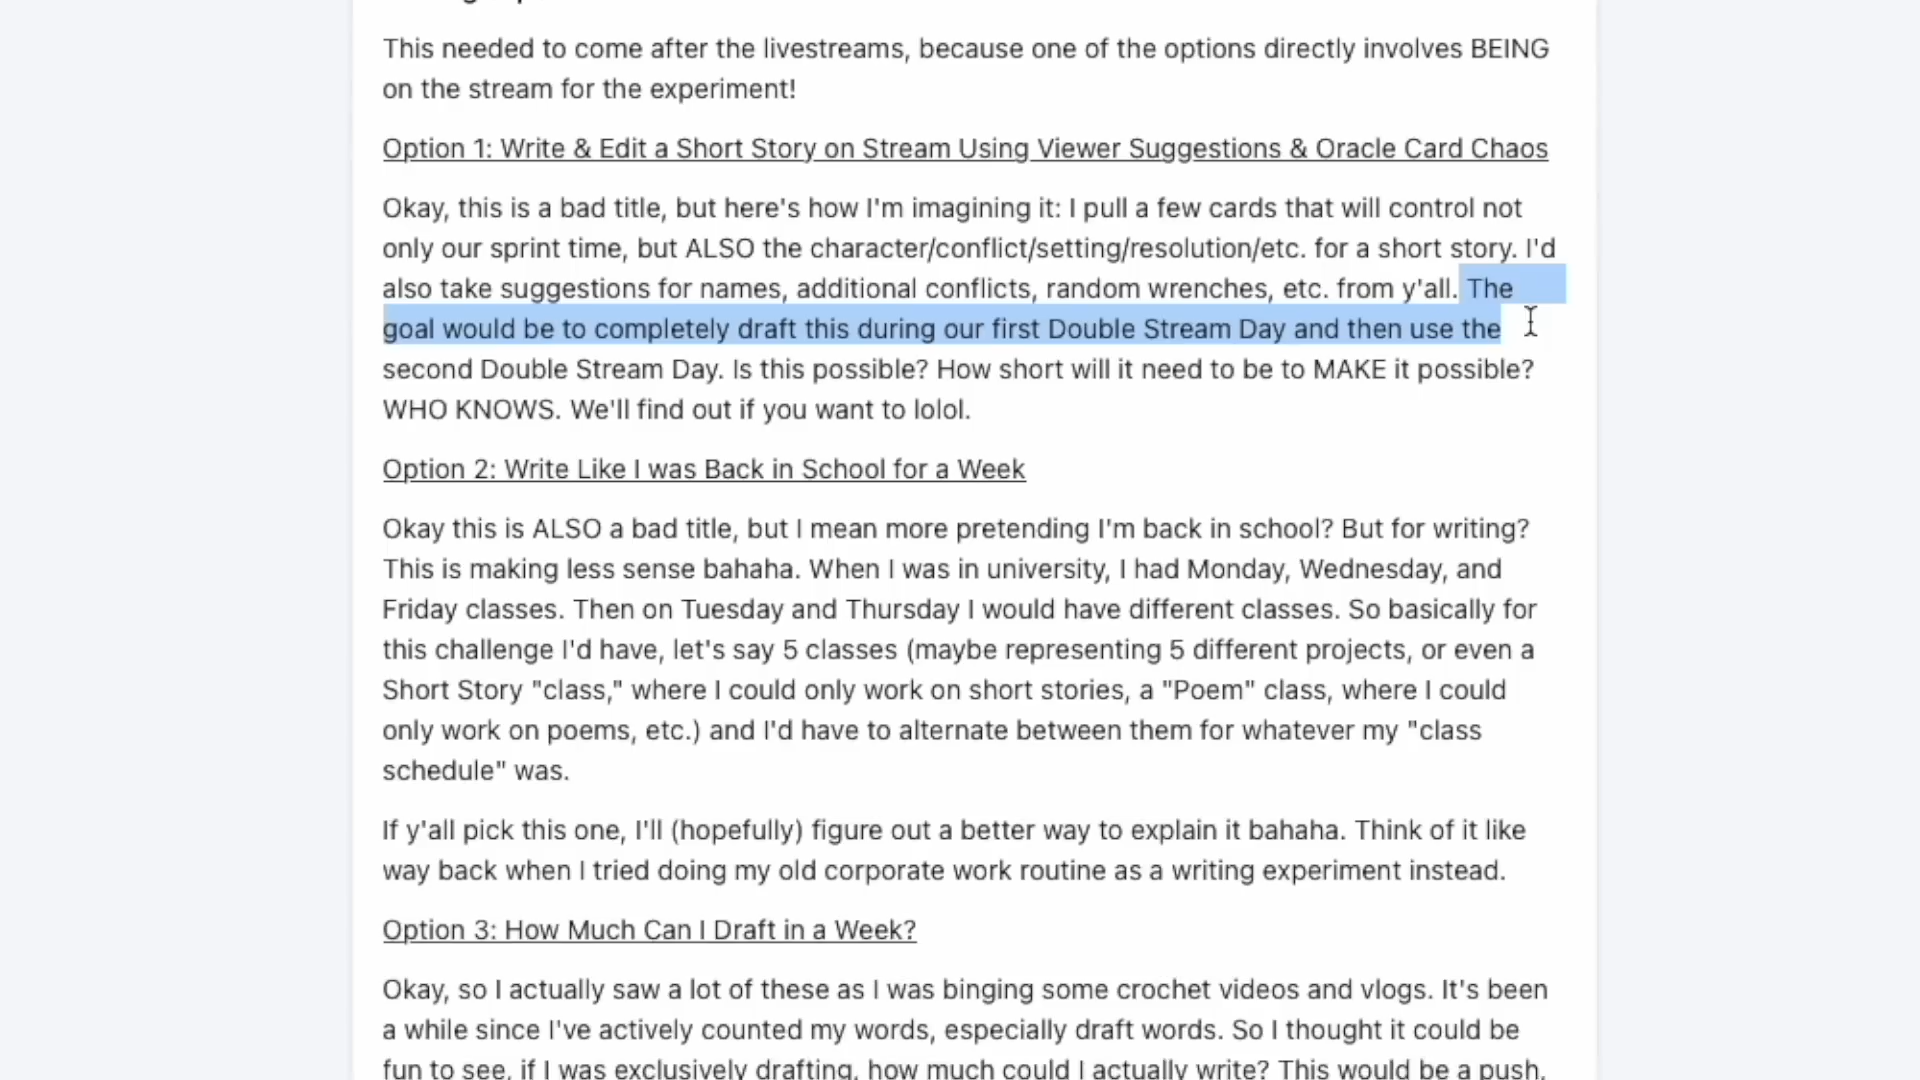 This needed to come after the livestreams, because one of the options directly involves BEING
on the stream for the experiment!
Option 1: Write & Edit a Short Story on Stream Using Viewer Suggestions & Oracle Card Chaos
Okay, this is a bad title, but here's how I'm imagining it: I pull a few cards that will control not
only our sprint time, but ALSO the character/conflict/setting/resolution/etc. for a short story. I'd
also take suggestions for names, additional conflicts, random wrenches, etc. from y'all. The
goal would be to completely draft this during our first Double Stream Day and then use the
second Double Stream Day. Is this possible? How short will it need to be to MAKE it possible?
WHO KNOWS. We'll find out if you want to lolol.
Option 2: Write Like I was Back in School for a Week
Okay this is ALSO a bad title, but I mean more pretending I'm back in school? But for writing?
This is making less sense bahaha. When I was in university, I had Monday, Wednesday, and
Friday classes. Then on Tuesday and Thursday I would have different classes. So basically for
this challenge I'd have, let's say 5 classes (maybe representing 5 different projects, or even a
Short Story "class," where I could only work on short stories, a "Poem" class, where I could
only work on poems, etc.) and I'd have to alternate between them for whatever my "class
schedule" was.
If y'all pick this one, I'll (hopefully) figure out a better way to explain it bahaha. Think of it like
way back when I tried doing my old corporate work routine as a writing experiment instead.
Option 3: How Much Can I Draft in a Week?
Okay, so I actually saw a lot of these as I was binging some crochet videos and vlogs. It's been
a while since I've actively counted my words, especially draft words. So I thought it could be
fun to see, if I was exclusively drafting, how much could I actually write? This would be a push,